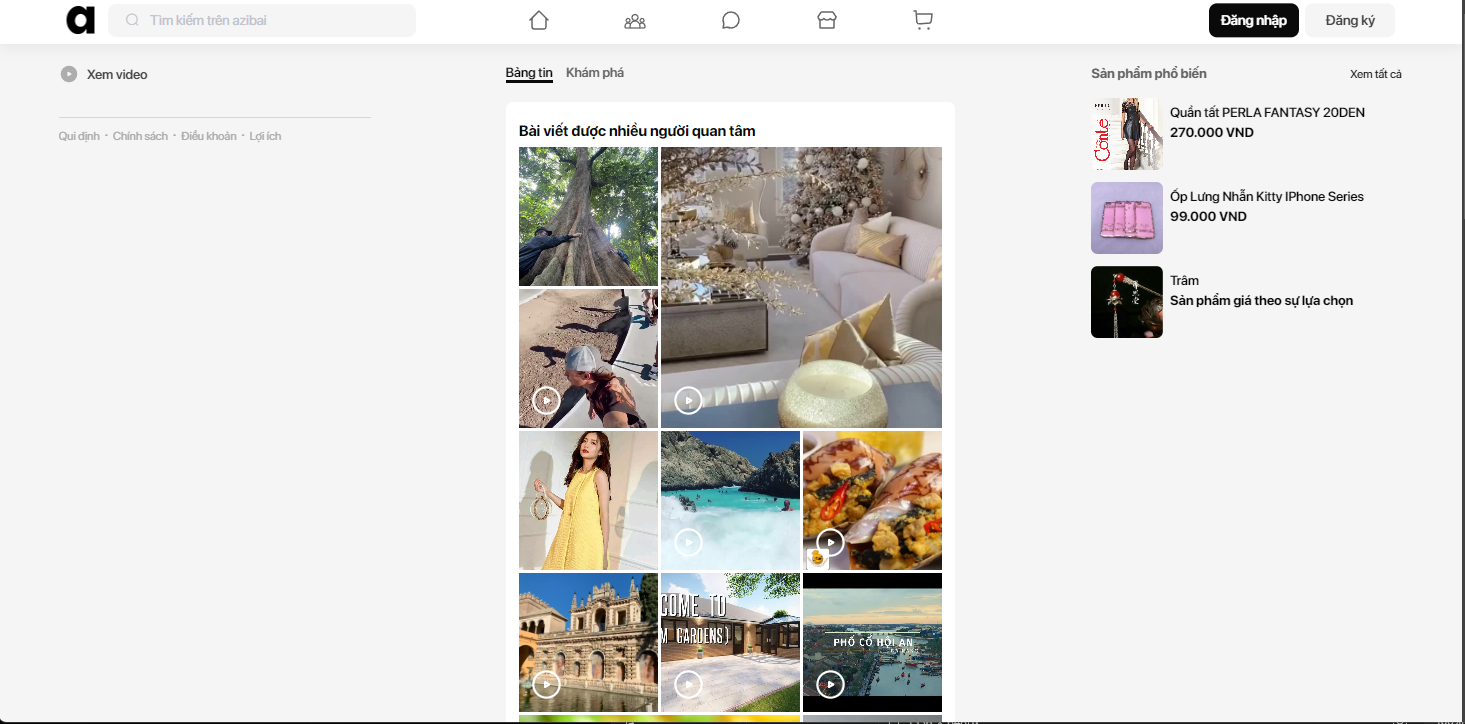 a
Tìm kiếm trên azibai
Đăng nhập
Đăng ký
Xem video
Qui định · Chính sách · Điều khoản · Lợi ích
Bảng tin
Khám phá
Bài viết được nhiều người quan tâm
COME TO
M GARDENS)
PHỐ CỔ HỘI AN
Sản phẩm phổ biến
Xem tất cả
Conte
Quần tất PERLA FANTASY 20DEN
270.000 VND
Ốp Lưng Nhẫn Kitty IPhone Series
99.000 VND
Trâm
Sản phẩm giá theo sự lựa chọn